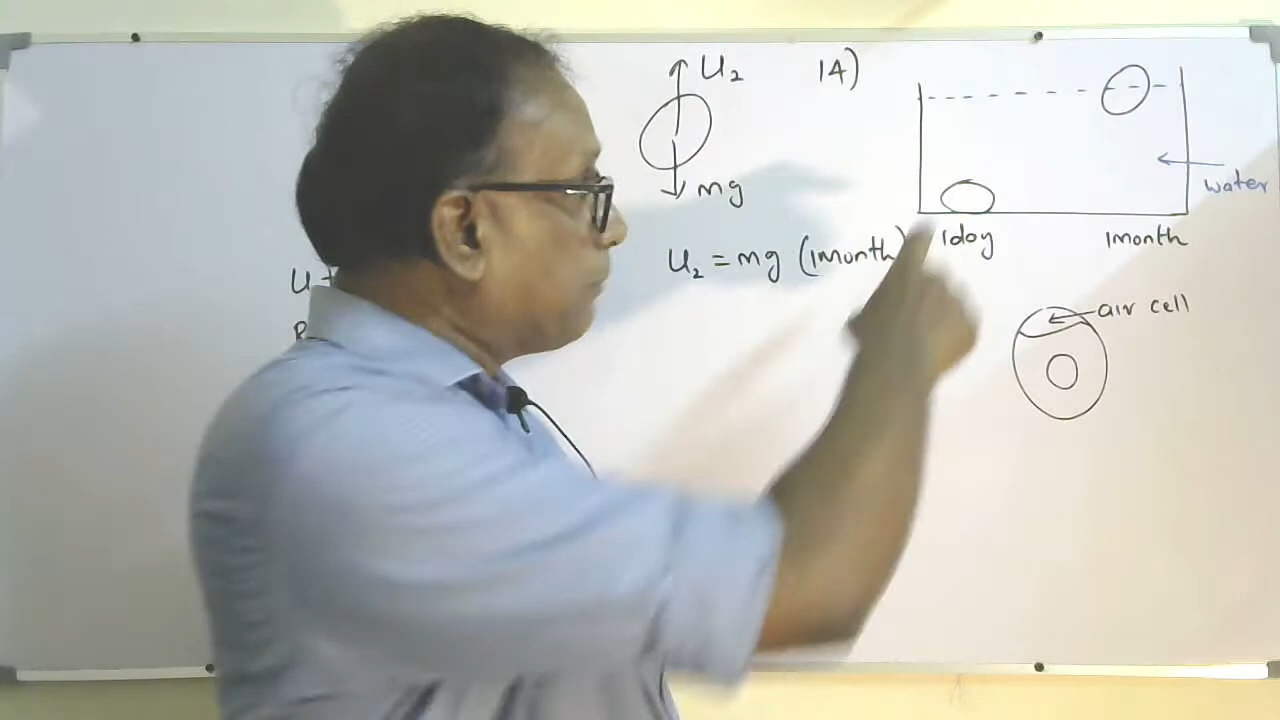 U₂
14)
mg
water
U₂ = mg (1month)
1day
1month
air cell
U